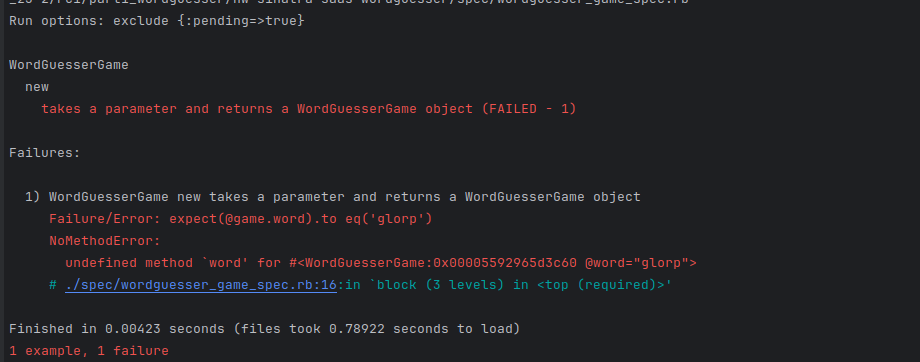 Run options: exclude {:pending=>true}
WordGuesserGame
new
takes a parameter and returns a WordGuesserGame object (FAILED - 1)
Failures:
1) WordGuesserGame new takes a parameter and returns a WordGuesserGame object
Failure/Error: expect(@game.word).to eq('glorp')
NoMethodError:
undefined method `word' for #<WordGuesserGame:0x00005592965d3c60 @word="glorp">
# ./spec/wordguesser_game_spec.rb:16:in `block (3 levels) in <top (required)>'
Finished in 0.00423 seconds (files took 0.78922 seconds to load)
1 example, 1 failure